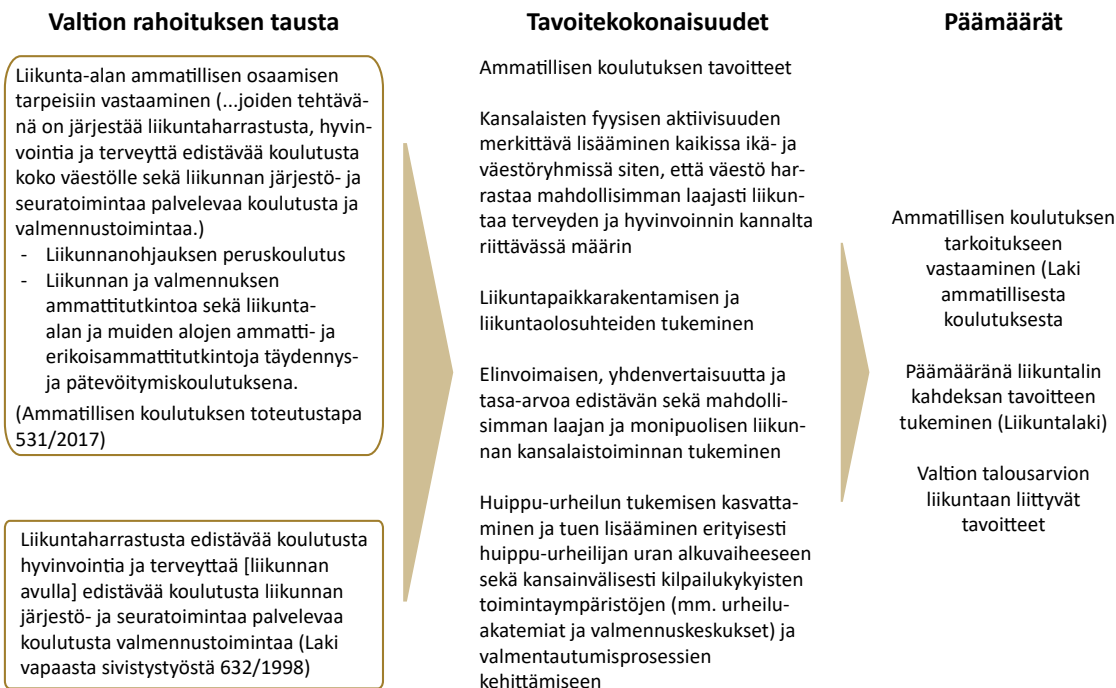 Valtion rahoituksen tausta
Liikunta-alan ammatillisen osaamisen
tarpeisiin vastaaminen (...joiden tehtävä-
nä on järjestää liikuntaharrastusta, hyvin-
vointia ja terveyttä edistävää koulutusta
koko väestölle sekä liikunnan järjestö- ja
seuratoimintaa palvelevaa koulutusta ja
valmennustoimintaa.)
- Liikunnanohjauksen peruskoulutus
- Liikunnan ja valmennuksen
ammattitutkintoa sekä liikunta-
alan ja muiden alojen ammatti- ja
erikoisammattitutkintoja täydennys-
ja pätevöitymiskoulutuksena.
(Ammatillisen koulutuksen toteutustapa
531/2017)
Liikuntaharrastusta edistävää koulutusta
hyvinvointia ja terveyttaä [liikunnan
avulla] edistävää koulutusta liikunnan
järjestö- ja seuratoimintaa palvelevaa
koulutusta valmennustoimintaa (Laki
vapaasta sivistystyöstä 632/1998)
Tavoitekokonaisuudet
Ammatillisen koulutuksen tavoitteet
Kansalaisten fyysisen aktiivisuuden
merkittävä lisääminen kaikissa ikä- ja
väestöryhmissä siten, että väestö har-
rastaa mahdollisimman laajasti liikun-
taa terveyden ja hyvinvoinnin kannalta
riittävässä määrin
Liikuntapaikkarakentamisen ja
liikuntaolosuhteiden tukeminen
Elinvoimaisen, yhdenvertaisuutta ja
tasa-arvoa edistävän sekä mahdolli-
simman laajan ja monipuolisen liikun-
nan kansalaistoiminnan tukeminen
Huippu-urheilun tukemisen kasvatta-
minen ja tuen lisääminen erityisesti
huippu-urheilijan uran alkuvaiheeseen
sekä kansainvälisesti kilpailukykyisten
toimintaympäristöjen (mm. urheilu-
akatemiat ja valmennuskeskukset) ja
valmentautumisprosessien
kehittämiseen
Päämäärät
Ammatillisen koulutuksen
tarkoitukseen
vastaaminen (Laki
ammatillisesta
koulutuksesta
Päämääränä liikuntalin
kahdeksan tavoitteen
tukeminen (Liikuntalaki)
Valtion talousarvion
liikuntaan liittyvät
tavoitteet